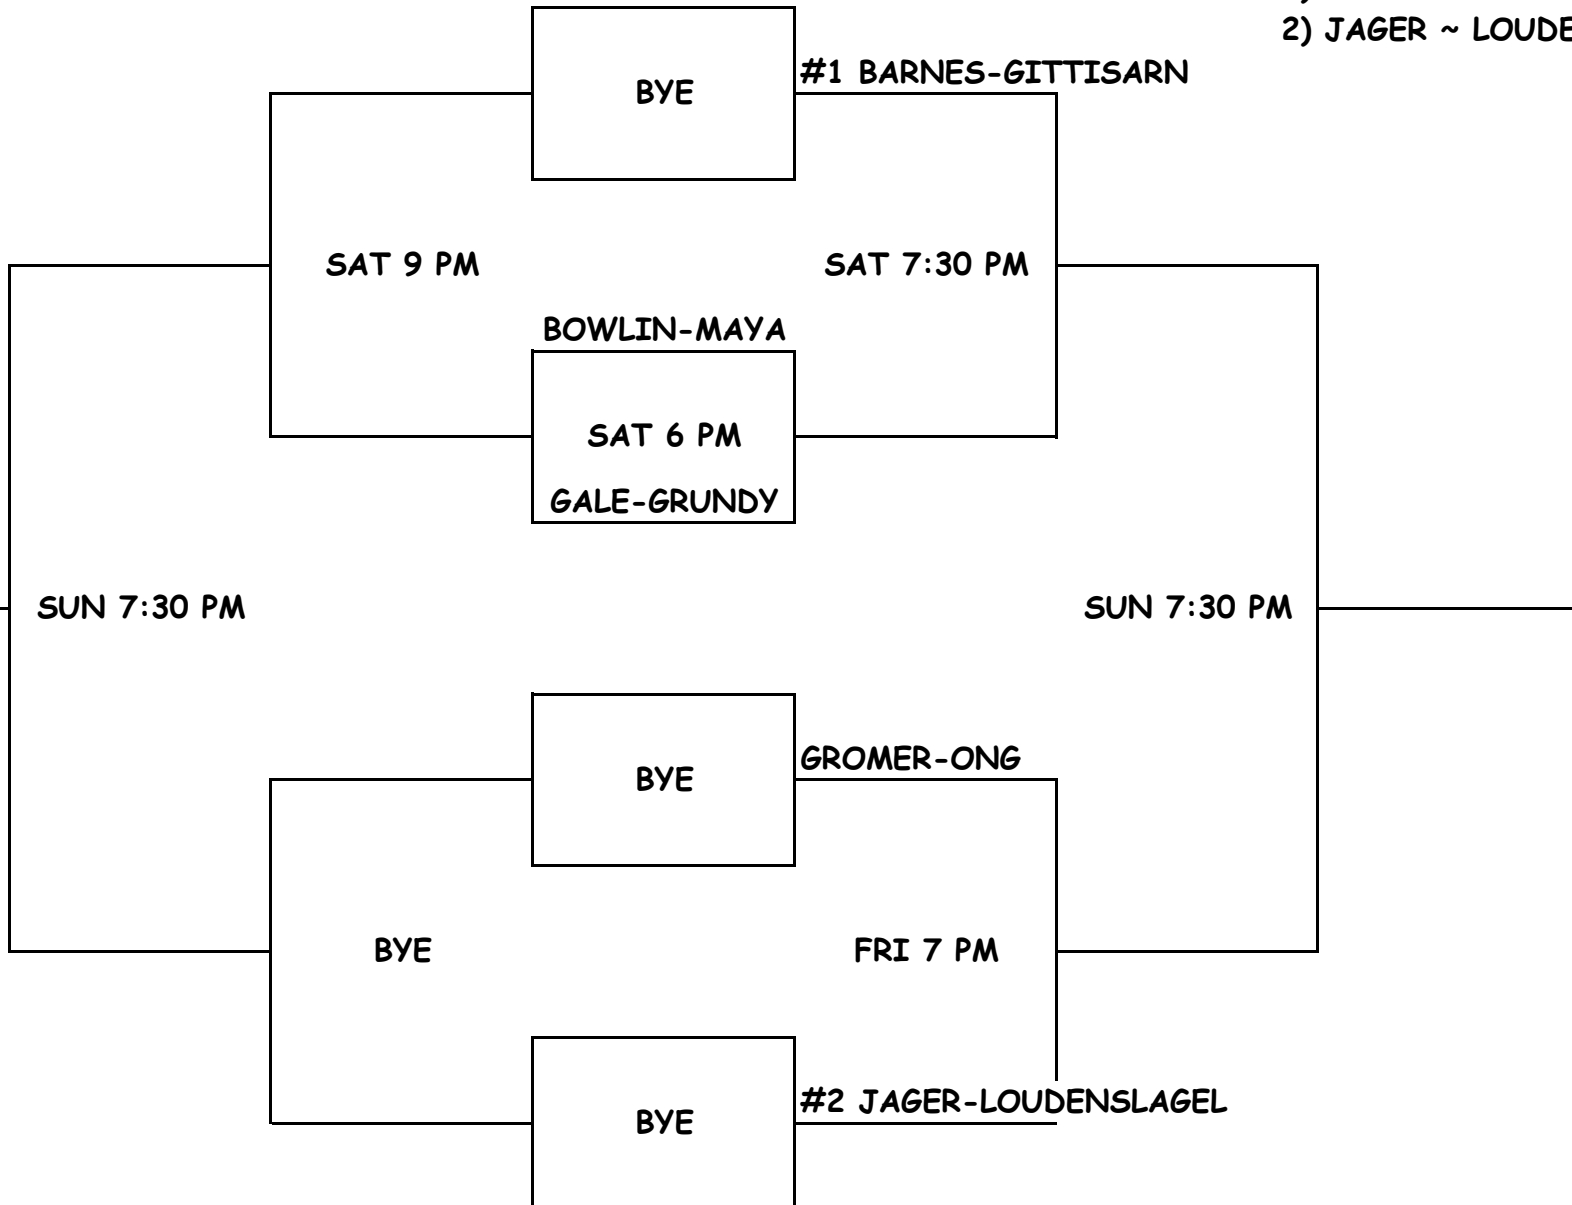 2) JAGER ~ LOUDE
#1 BARNES-GITTISARN
BYE
SAT 9 PM
SAT 7:30 PM
BOWLIN-MAYA
SAT 6 PM
GALE-GRUNDY
SUN 7:30 PM
SUN 7:30 PM
GROMER-ONG
BYE
BYE
FRI 7 PM
#2 JAGER-LOUDENSLAGEL
BYE